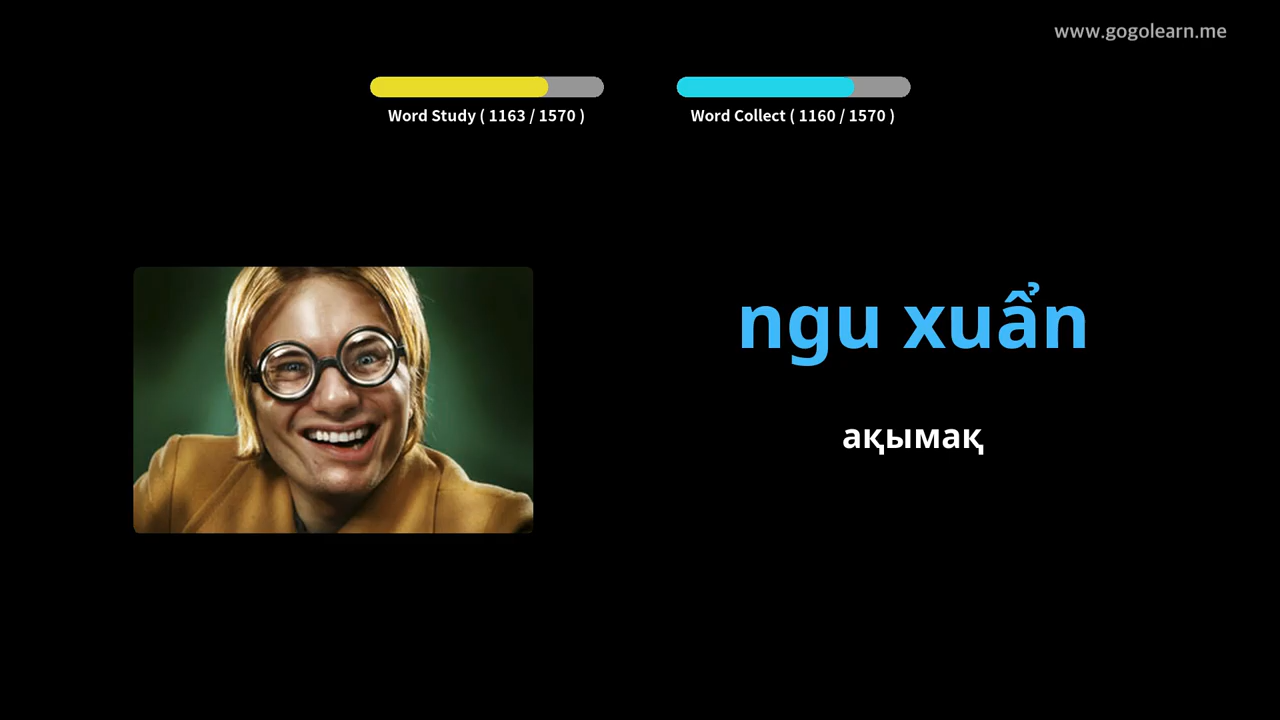 www.gogolearn.me
Word Study ( 1163 / 1570 )
Word Collect ( 1160 / 1570 )
ngu xuẩn
ақымақ